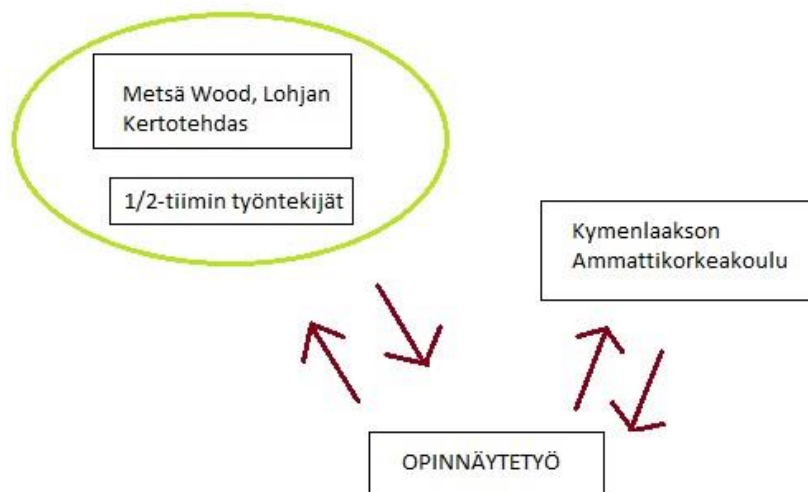 Metsä Wood, Lohjan
Kertotehdas
1/2-tiimin työntekijät
Kymenlaakson
Ammattikorkeakoulu
OPINNÄYTETYÖ